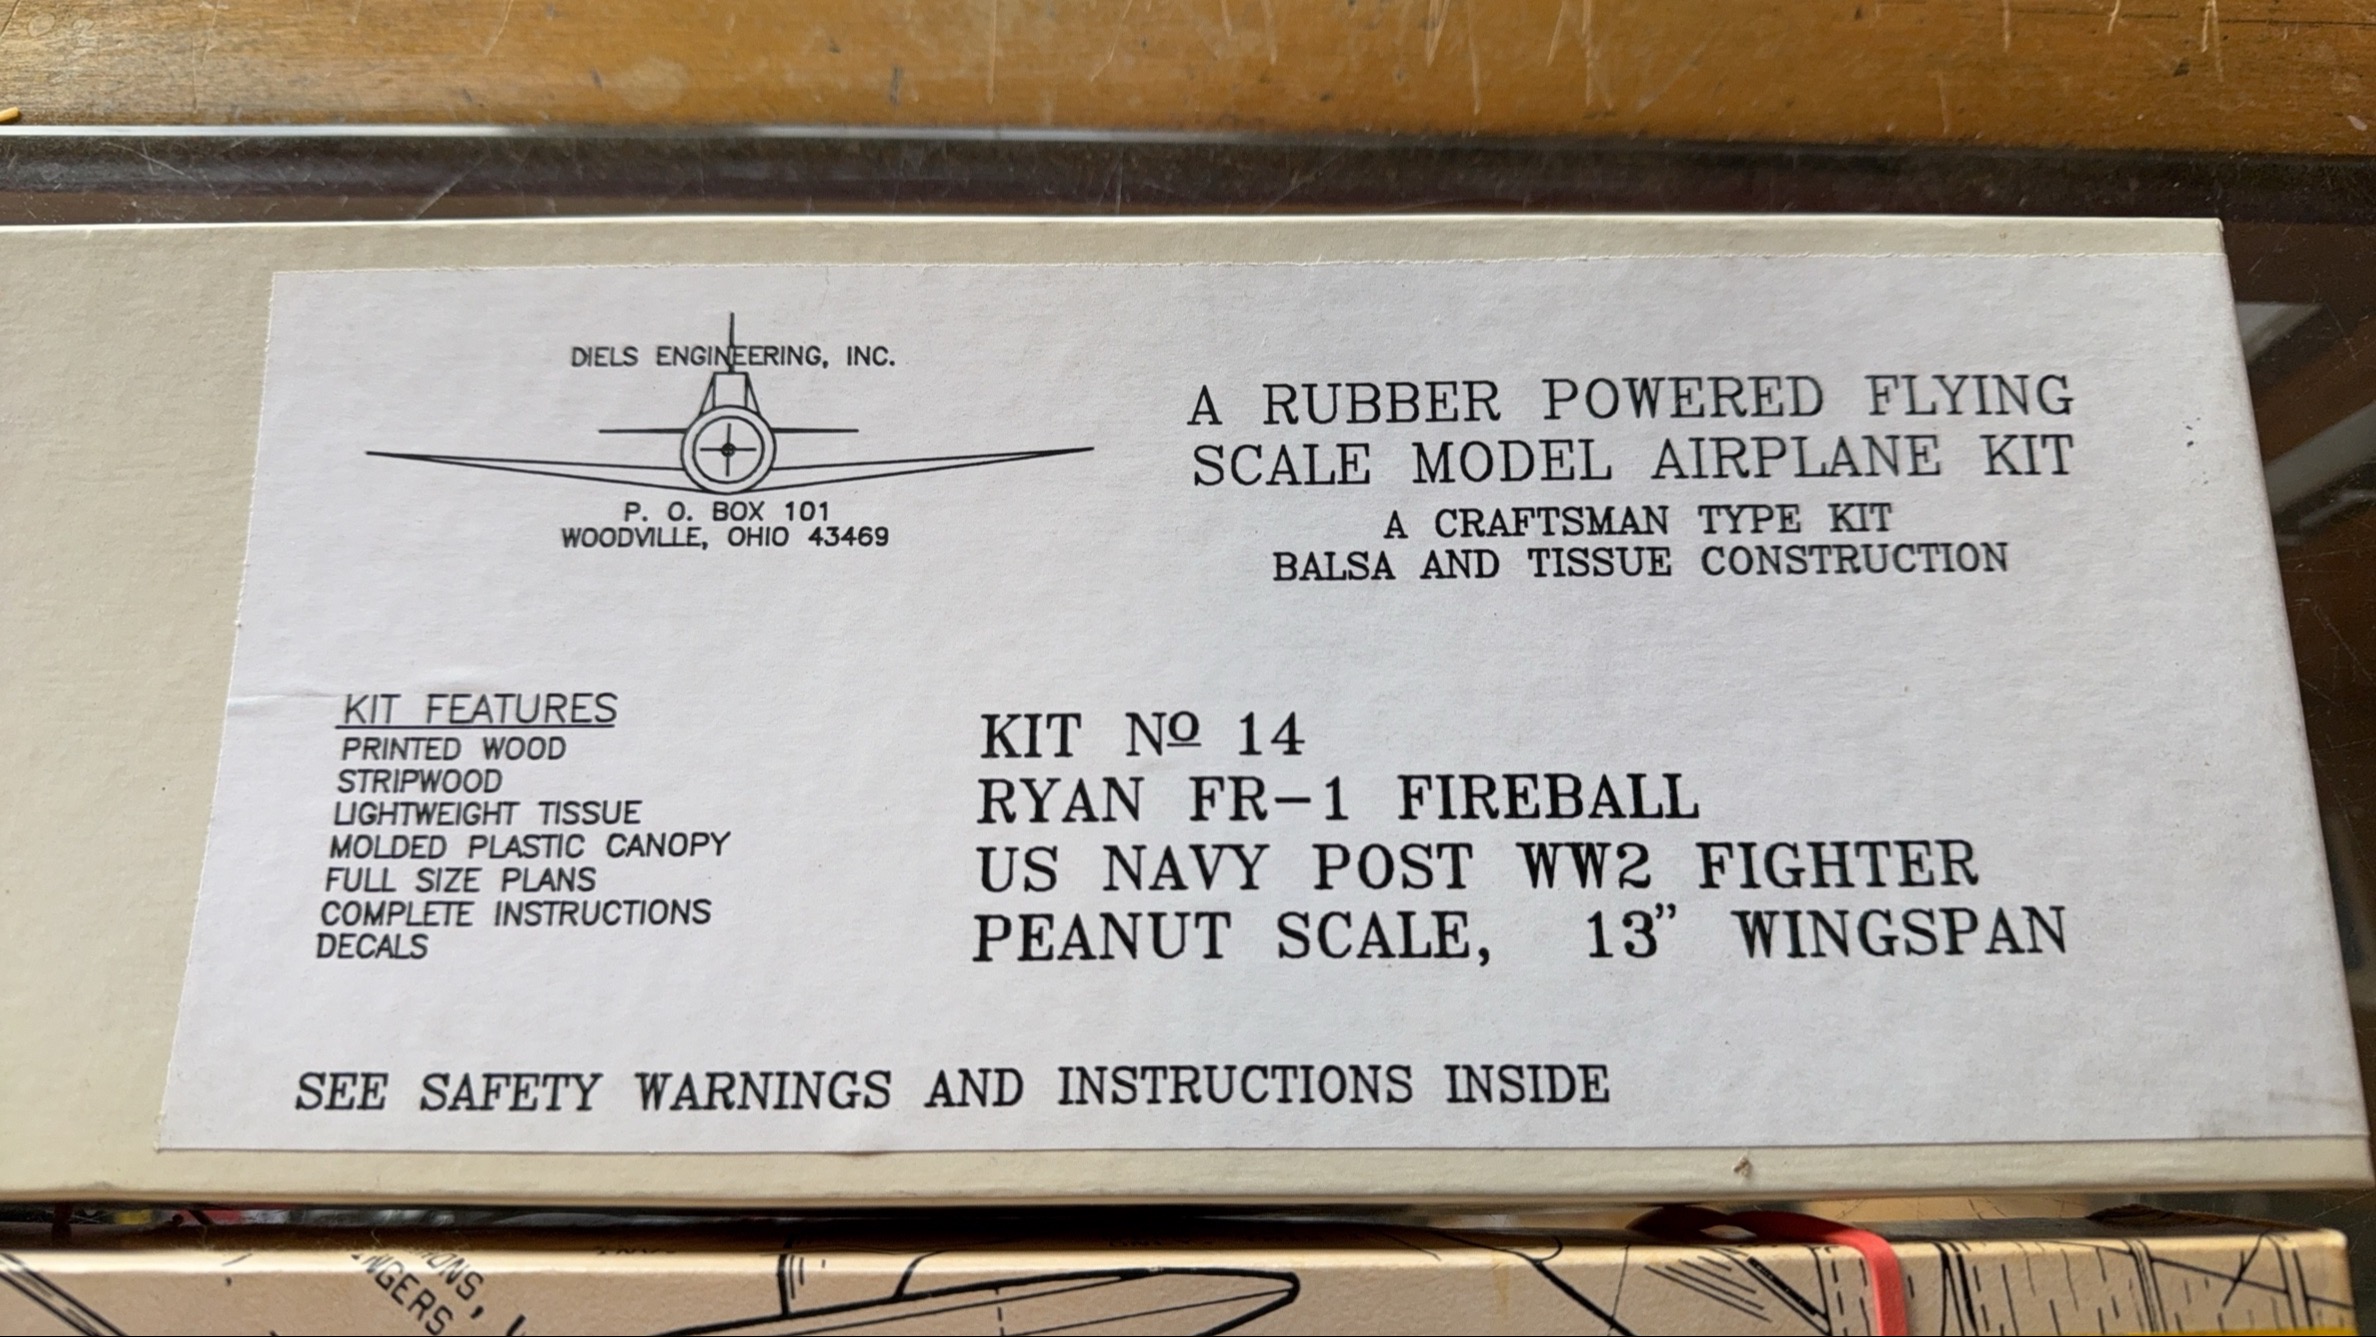 DIELS ENGINEERING, INC.
P. O. BOX 101
WOODVILLE, OHIO 43469
A RUBBER POWERED FLYING
SCALE MODEL AIRPLANE KIT
A CRAFTSMAN TYPE KIT
BALSA AND TISSUE CONSTRUCTION
KIT FEATURES
PRINTED WOOD
STRIPWOOD
LIGHTWEIGHT TISSUE
MOLDED PLASTIC CANOPY
FULL SIZE PLANS
COMPLETE INSTRUCTIONS
DECALS
KIT Nº 14
RYAN FR-1 FIREBALL
US NAVY POST WW2 FIGHTER
PEANUT SCALE, 13" WINGSPAN
SEE SAFETY WARNINGS AND INSTRUCTIONS INSIDE